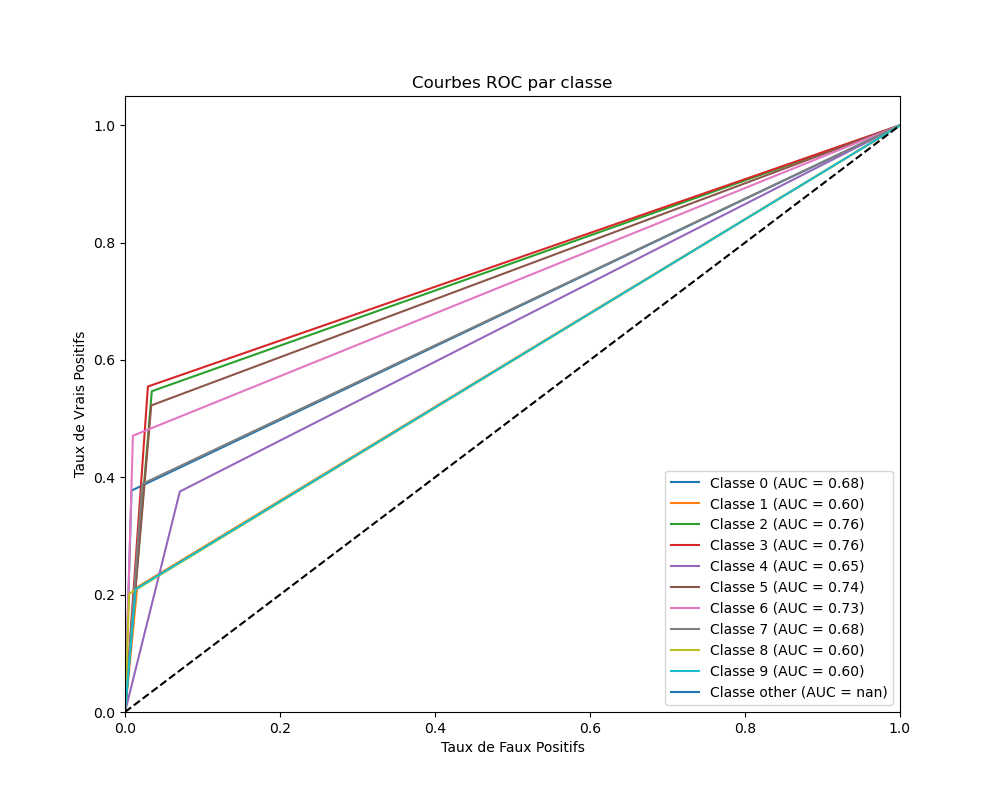 Courbes ROC par classe
Taux de Vrais Positifs
1.0
0.8
0.6
0.4
0.2
0.0
Classe 0 (AUC = 0.68)
Classe 1 (AUC = 0.60)
Classe 2 (AUC = 0.76)
Classe 3 (AUC = 0.76)
Classe 4 (AUC = 0.65)
Classe 5 (AUC = 0.74)
Classe 6 (AUC = 0.73)
Classe 7 (AUC = 0.68)
Classe 8 (AUC = 0.60)
Classe 9 (AUC = 0.60)
Classe other (AUC = nan)
0.0 0.2 0.4 0.6 0.8 1.0
Taux de Faux Positifs